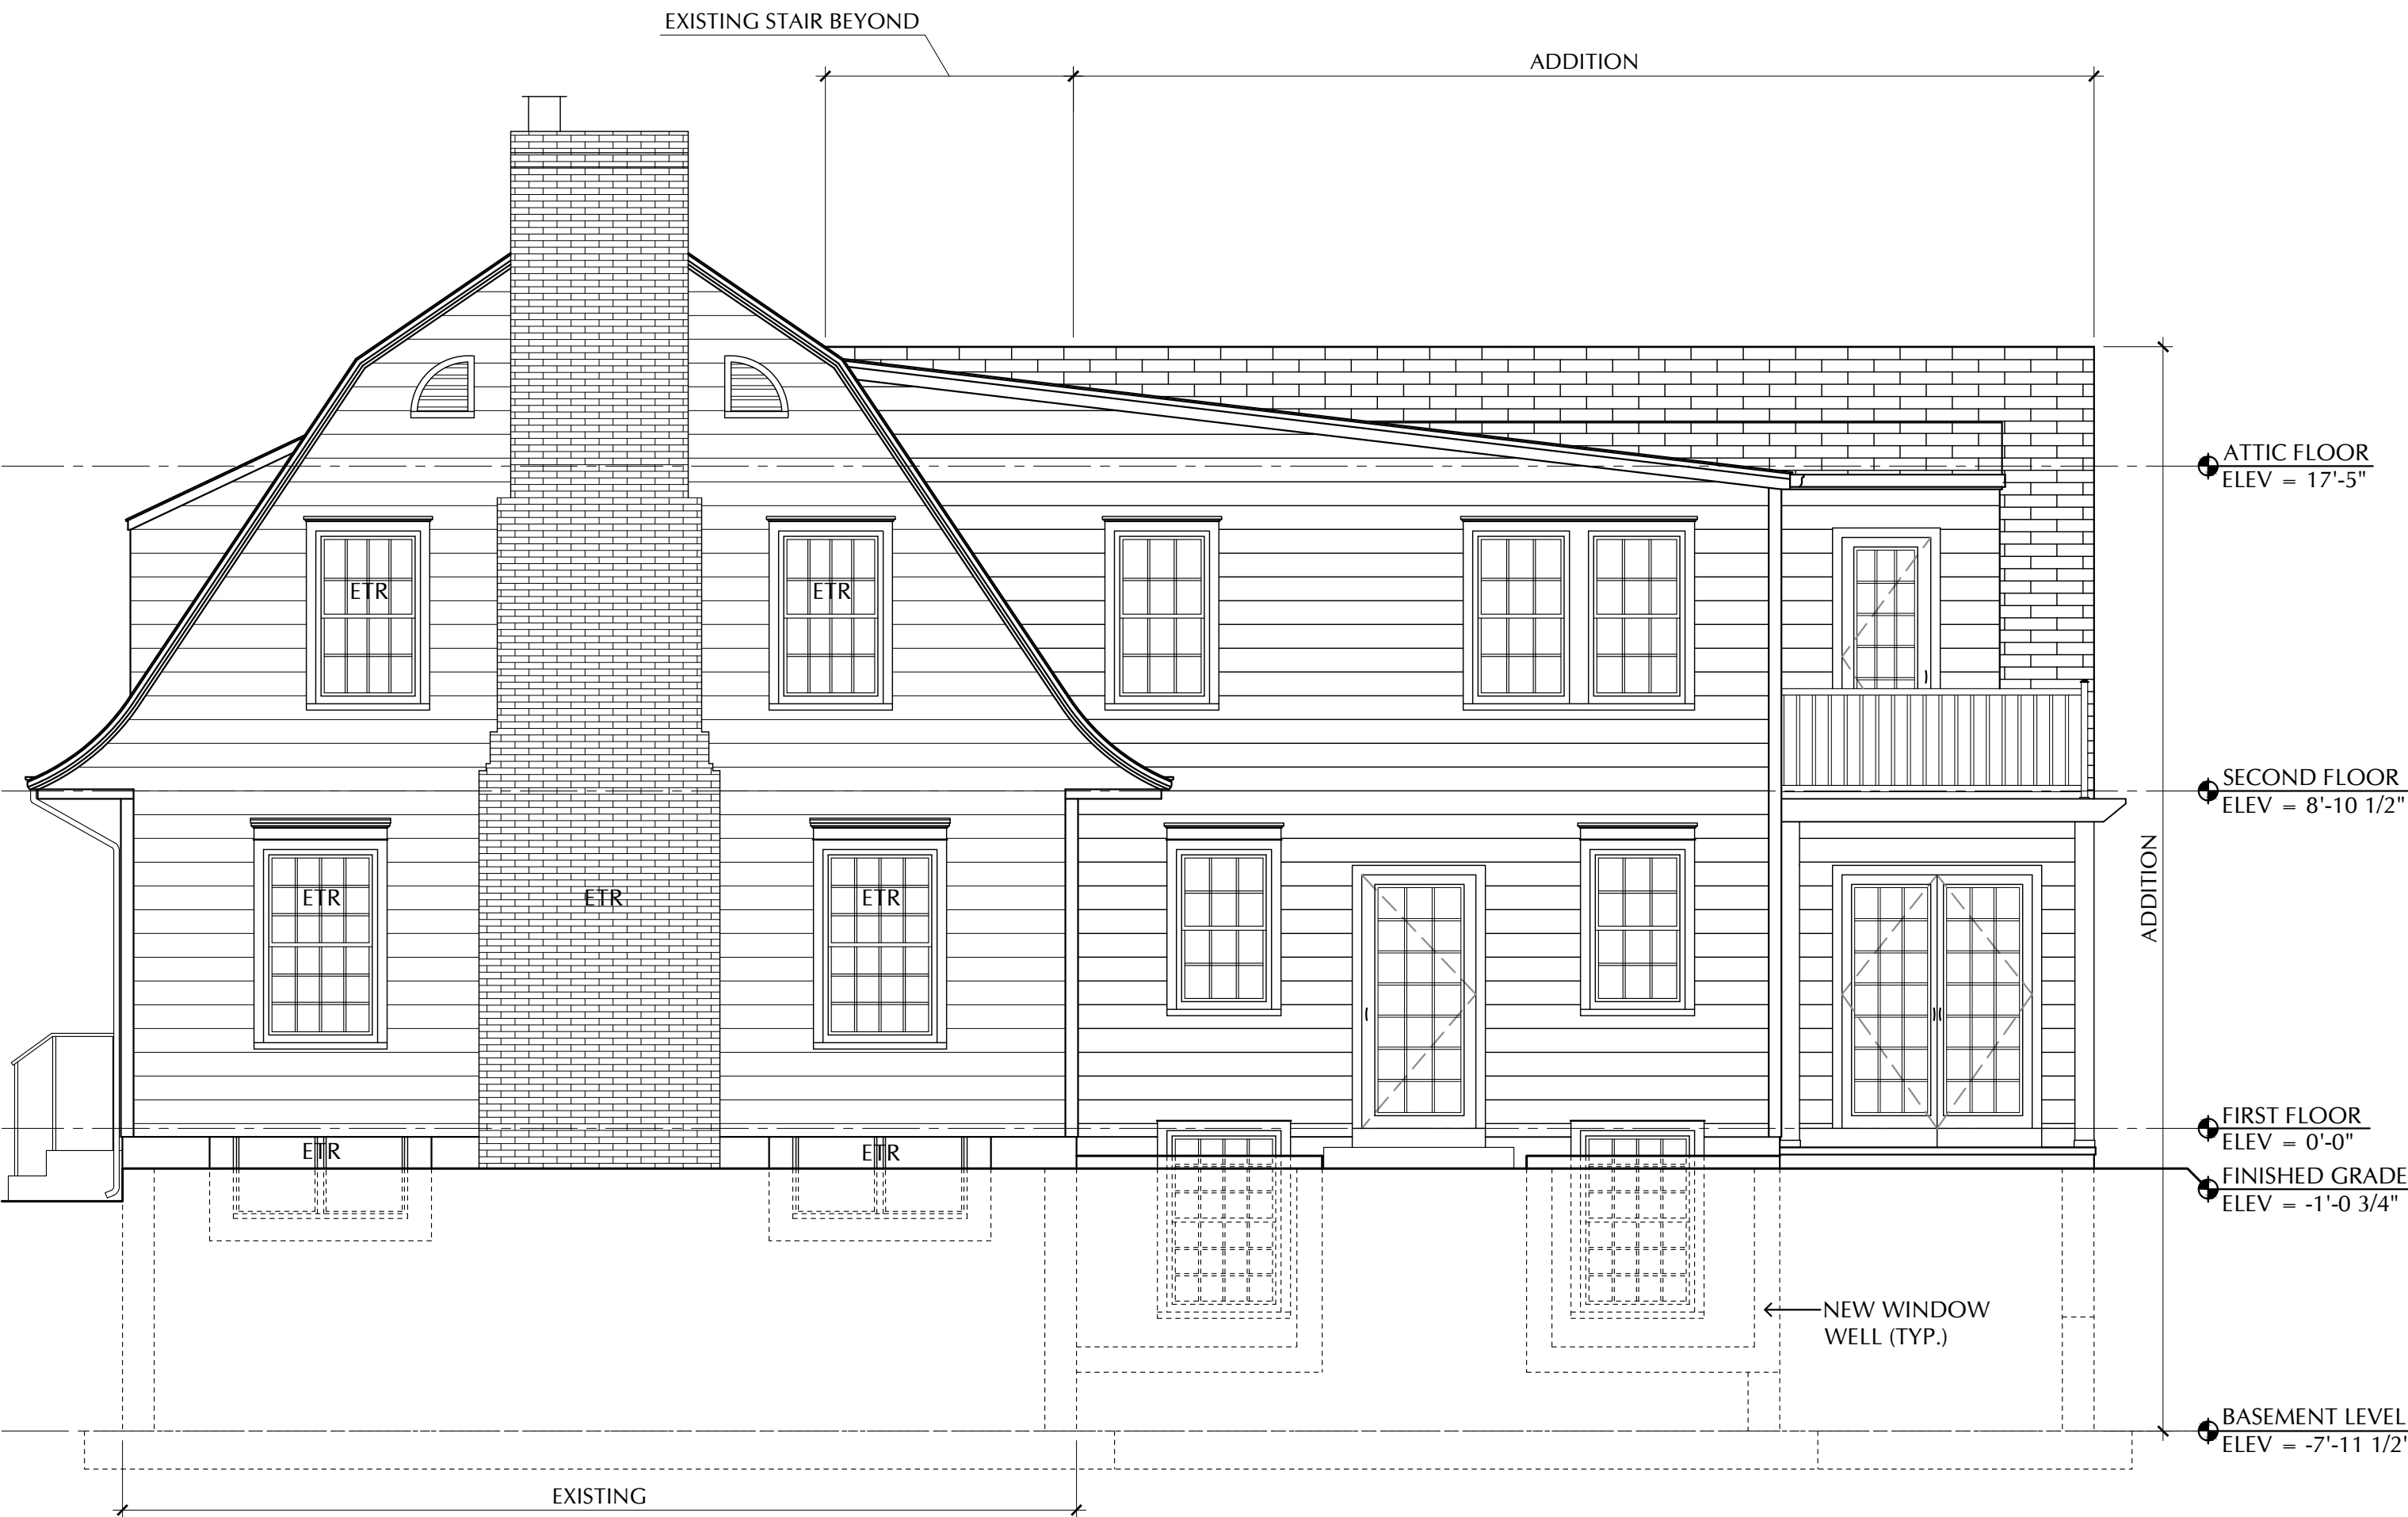 EXISTING STAIR BEYOND
ADDITION
ATTIC FLOOR
ELEV = 17'-5"
ETR
ETR
SECOND FLOOR
ELEV = 8'-10 1/2"
ADDITION
ETR
ETR
ETR
FIRST FLOOR
ELEV = 0'-0"
ETR
ETR
FINISHED GRADE
ELEV = -1'-0 3/4"
NEW WINDOW
WELL (TYP.)
BASEMENT LEVEL
ELEV = -7'-11 1/2"
EXISTING